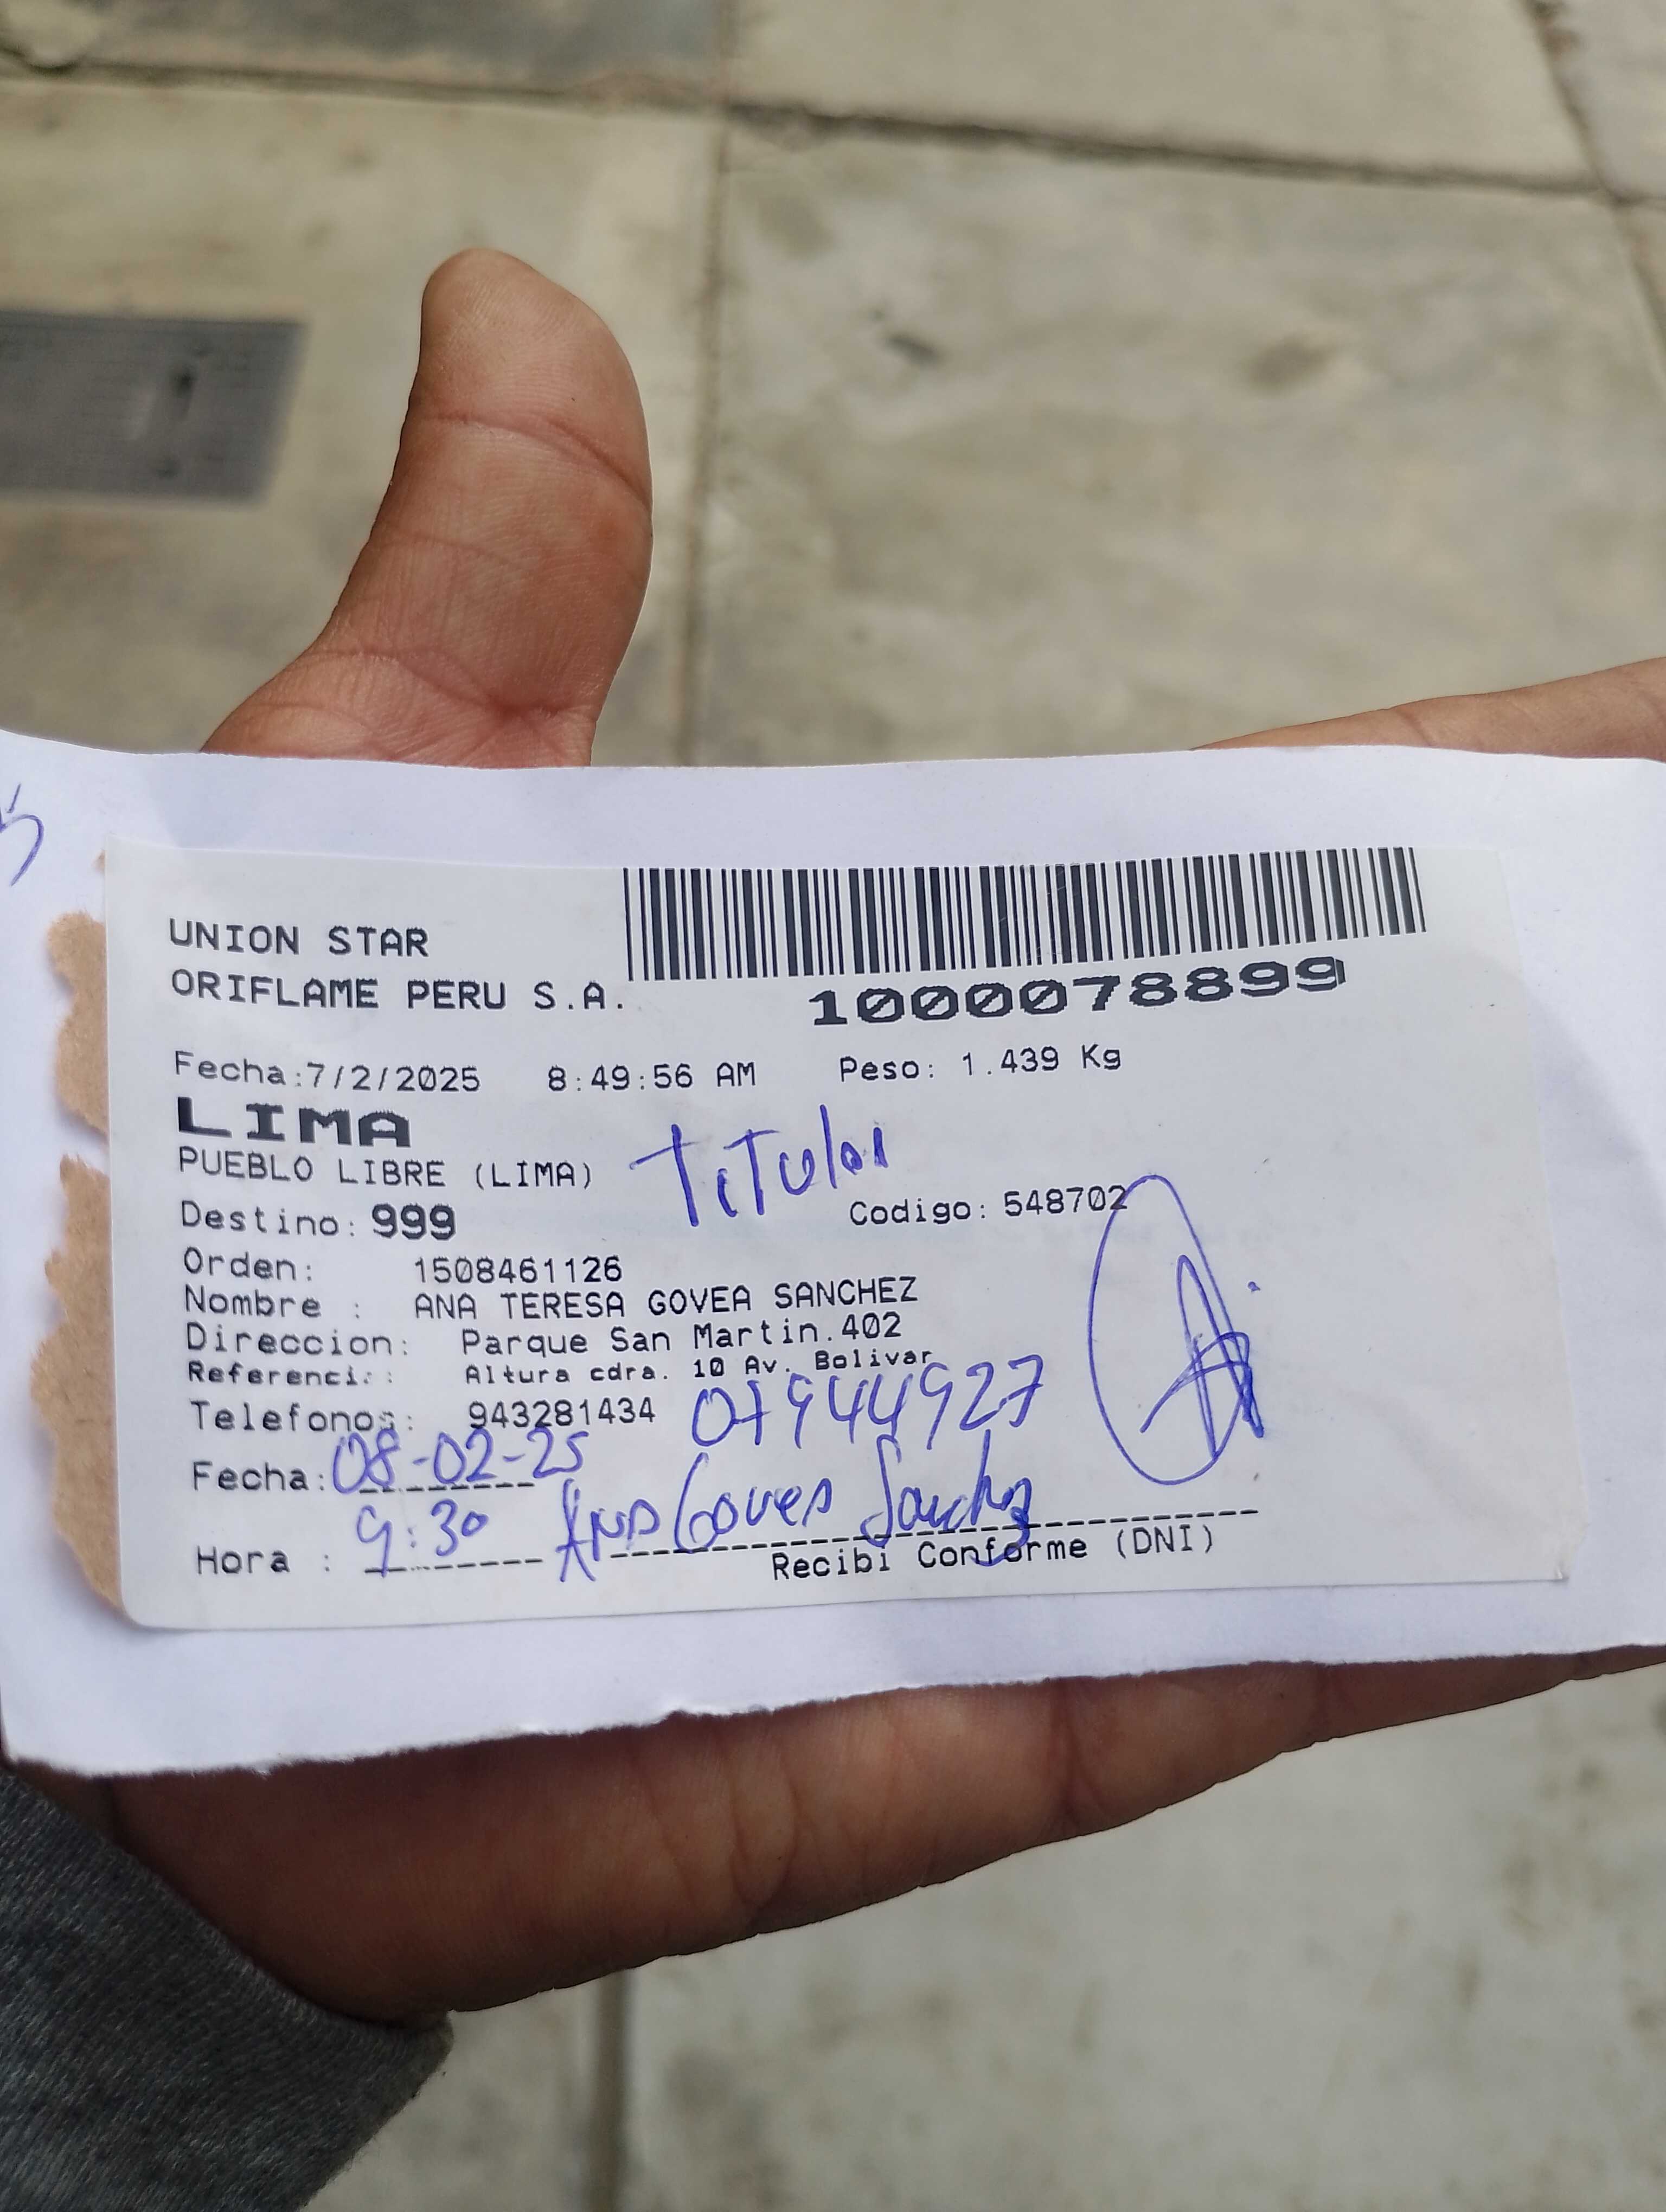 UNION STAR
ORIFLAME PERU S.A.
1000078899
Fecha:7/2/2025 8:49:56 AM Peso: 1.439 Kg
LIMA
PUEBLO LIBRE (LIMA) Titular
Destino: 999 Codigo: 548702
Orden: 1508461126
Nombre : ANA TERESA GOVEA SANCHEZ
Direccion: Parque San Martin.402
Referenci: : Altura cdra. 10 Av. Bolivar
Telefonos: 943281434 07944927
Fecha: 08-02-25
Hora : 9:30 Ana Govea Sanchez
Recibi Conforme (DNI)